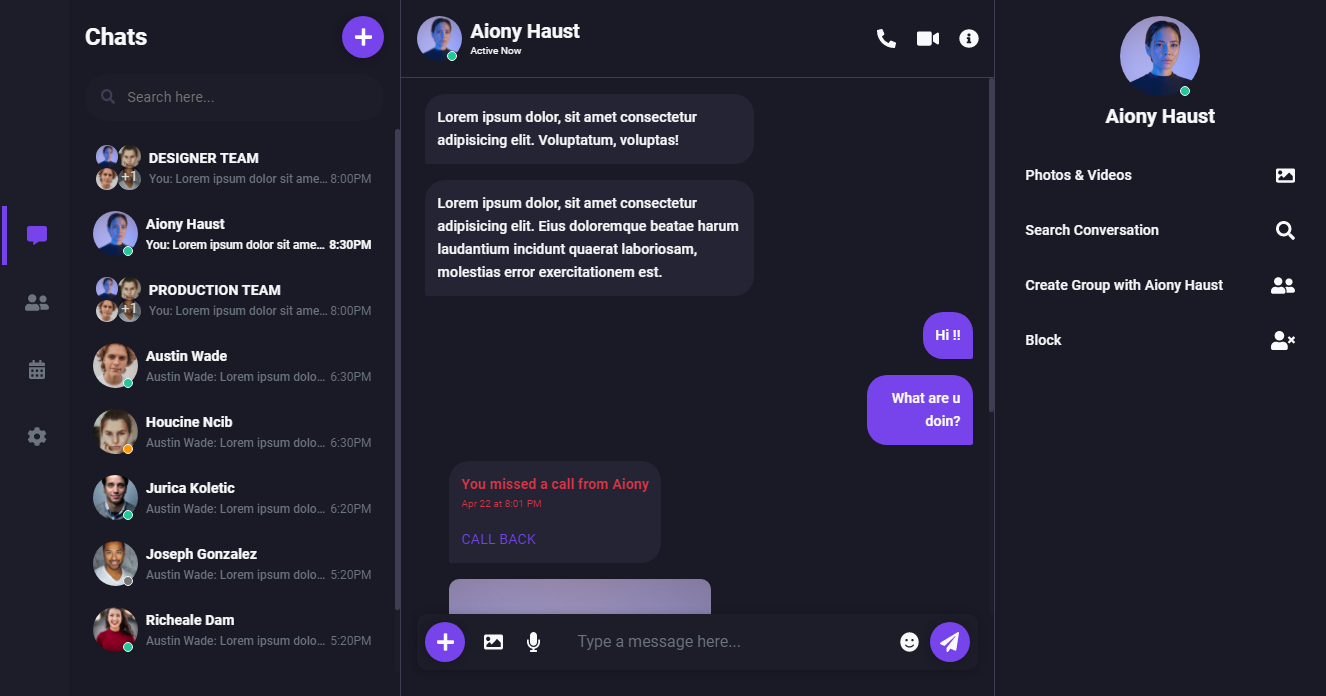 Chats
Search here...
DESIGNER TEAM
+1
You: Lorem ipsum dolor sit ame... 8:00PM
Aiony Haust
You: Lorem ipsum dolor sit ame... 8:30PM
PRODUCTION TEAM
+1
You: Lorem ipsum dolor sit ame... 8:00PM
Austin Wade
Austin Wade: Lorem ipsum dolo... 6:30PM
Houcine Ncib
Austin Wade: Lorem ipsum dolo... 6:30PM
Jurica Koletic
Austin Wade: Lorem ipsum dolo... 6:20PM
Joseph Gonzalez
Austin Wade: Lorem ipsum dolo... 5:20PM
Richeale Dam
Austin Wade: Lorem ipsum dolo... 5:20PM
Aiony Haust
Active Now
Lorem ipsum dolor, sit amet consectetur
adipisicing elit. Voluptatum, voluptas!
Lorem ipsum dolor, sit amet consectetur
adipisicing elit. Eius doloremque beatae harum
laudantium incidunt quaerat laboriosam,
molestias error exercitationem est.
Hi !!
What are u
doin?
You missed a call from Aiony
Apr 22 at 8:01 PM
CALL BACK
Type a message here...
Aiony Haust
Photos & Videos
Search Conversation
Create Group with Aiony Haust
Block